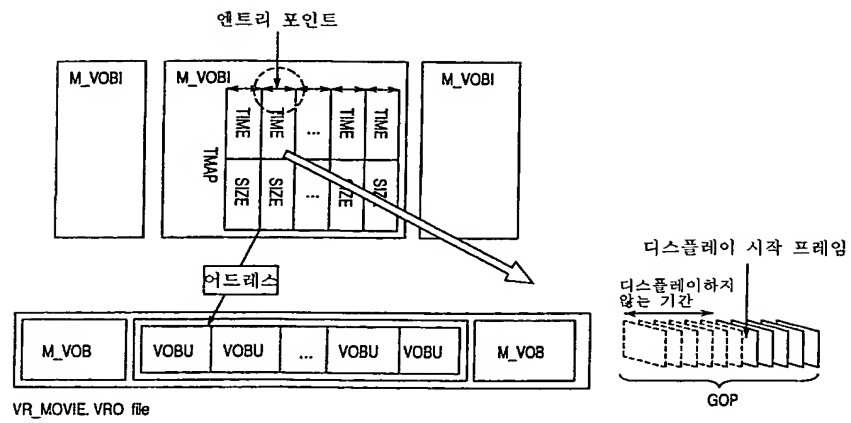 엔트리 포인트
M_VOBI
M_VOBI
M_VOBI
TIME
TIME
...
TIME
TIME
TMAP
SIZE
SIZE
...
SIZE
SIZE
어드레스
디스플레이 시작 프레임
디스플레이하지
않는 기간
M_VOB
VOBU
VOBU
...
VOBU
VOBU
M_VOB
GOP
VR_MOVIE. VRO file